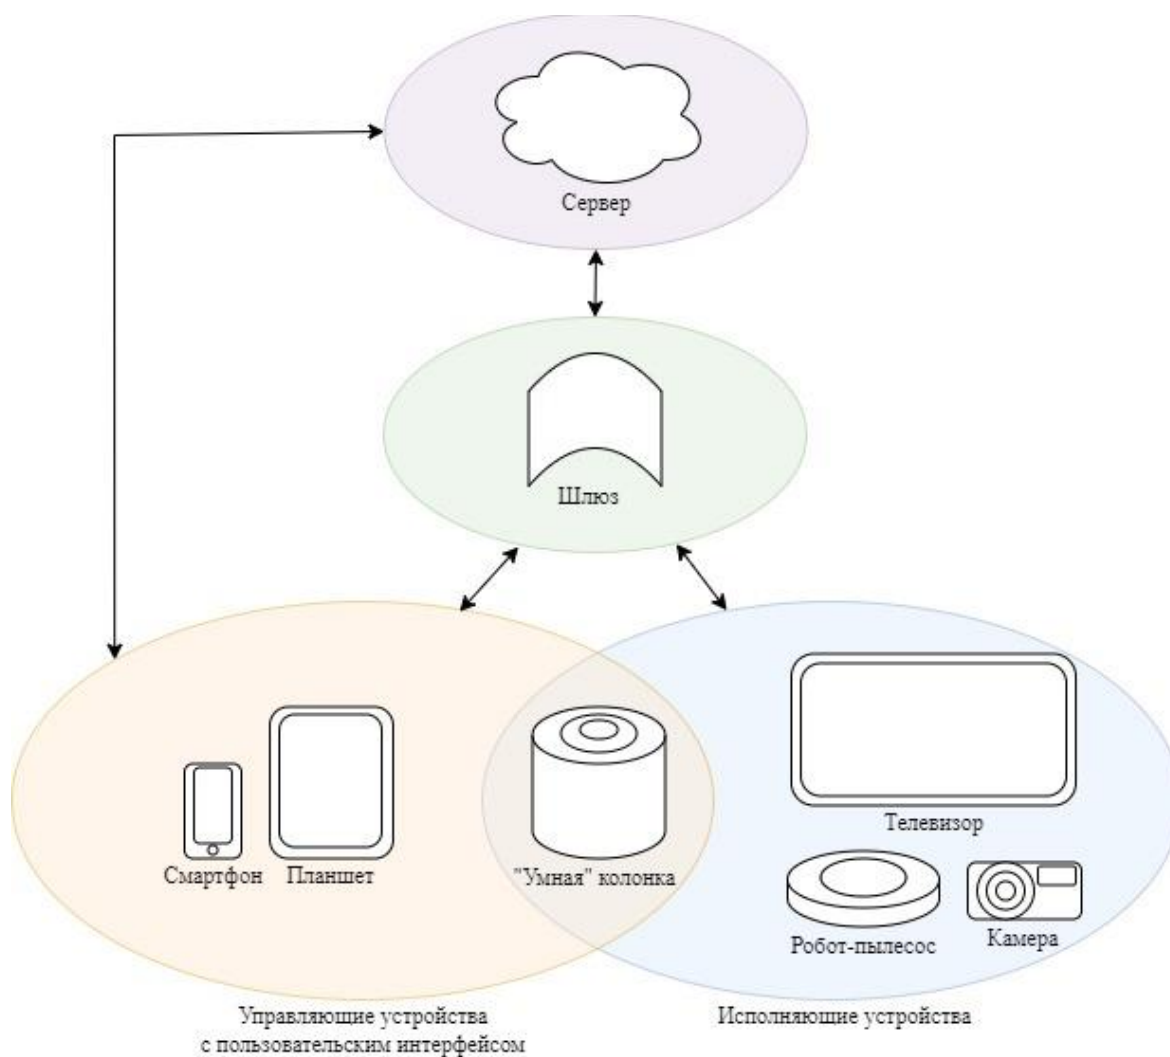 Сервер
Шлюз
Смартфон
Планшет
"Умная" колонка
Телевизор
Робот-пылесос
Камера
Управляющие устройства
с пользовательским интерфейсом
Исполняющие устройства